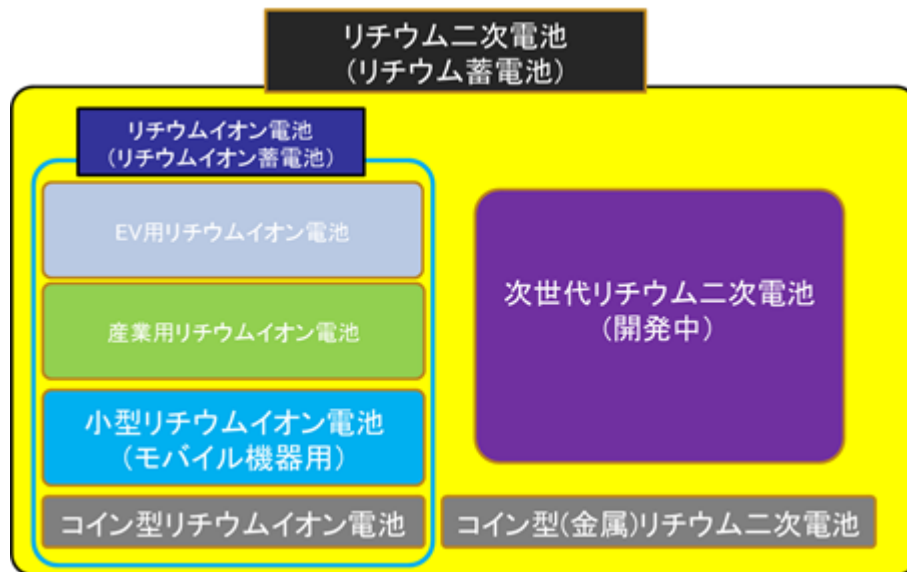 リチウム二次電池
(リチウム蓄電池)
リチウムイオン電池
(リチウムイオン蓄電池)
EV用リチウムイオン電池
産業用リチウムイオン電池
小型リチウムイオン電池
(モバイル機器用)
コイン型リチウムイオン電池
次世代リチウム二次電池
(開発中)
コイン型(金属)リチウム二次電池